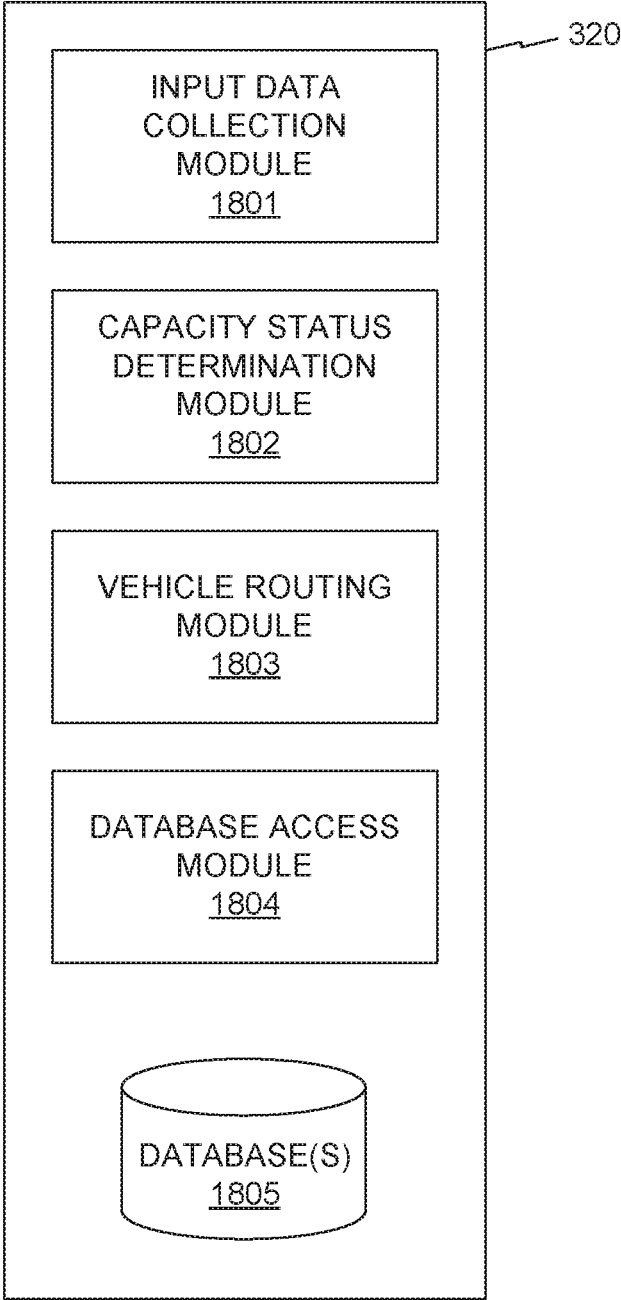 320
INPUT DATA
COLLECTION
MODULE
1801
CAPACITY STATUS
DETERMINATION
MODULE
1802
VEHICLE ROUTING
MODULE
1803
DATABASE ACCESS
MODULE
1804
DATABASE(S)
1805